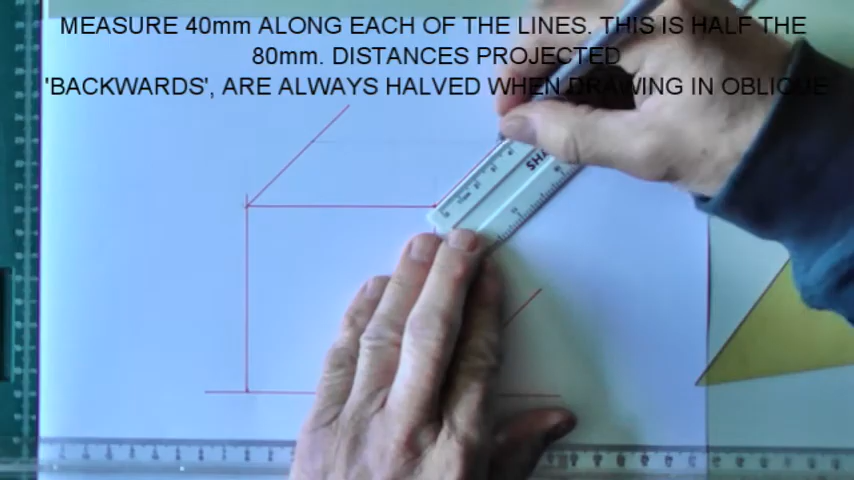 MEASURE 40mm ALONG EACH OF THE LINES. THIS IS HALF THE
80mm. DISTANCES PROJECTED
'BACKWARDS', ARE ALWAYS HALVED WHEN DRAWING IN OBLIQUE